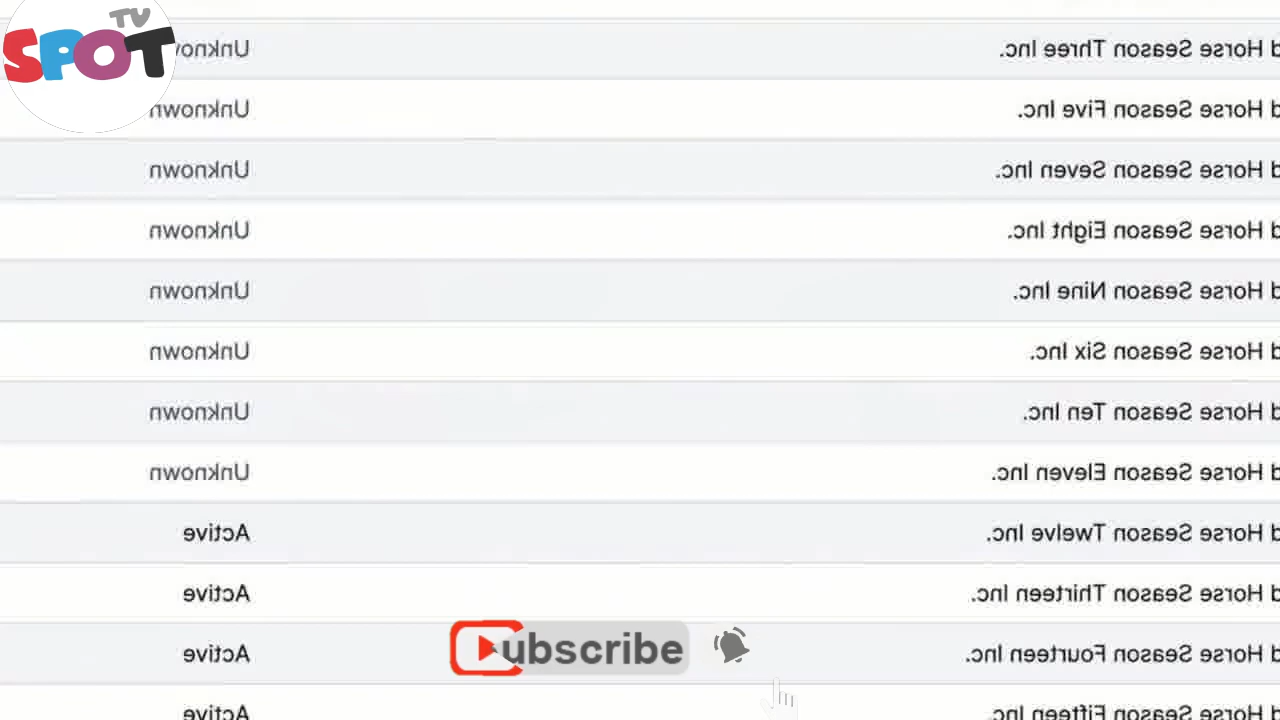 SPOT TV
d Horse Season Three Inc. Unknown
d Horse Season Five Inc. Unknown
d Horse Season Seven Inc. Unknown
d Horse Season Eight Inc. Unknown
d Horse Season Nine Inc. Unknown
d Horse Season Six Inc. Unknown
d Horse Season Ten Inc. Unknown
d Horse Season Eleven Inc. Unknown
d Horse Season Twelve Inc. Active
d Horse Season Thirteen Inc. Active
d Horse Season Fourteen Inc. Active
ubscribe
d Horse Season Fifteen Inc. Active